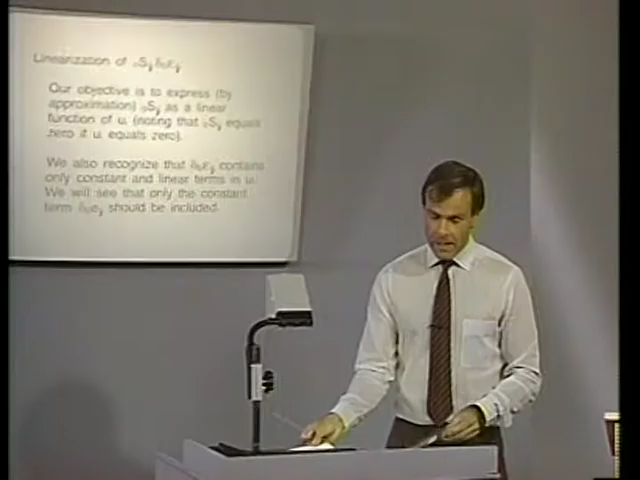 Linearization of ₀Sᵢⱼ δ₀εᵢⱼ
Our objective is to express (by
approximation) ₀Sᵢⱼ as a linear
function of uᵢ (noting that ₀Sᵢⱼ equals
zero if uᵢ equals zero).
We also recognize that δ₀εᵢⱼ contains
only constant and linear terms in uᵢ.
We will see that only the constant
term δ₀eᵢⱼ should be included.